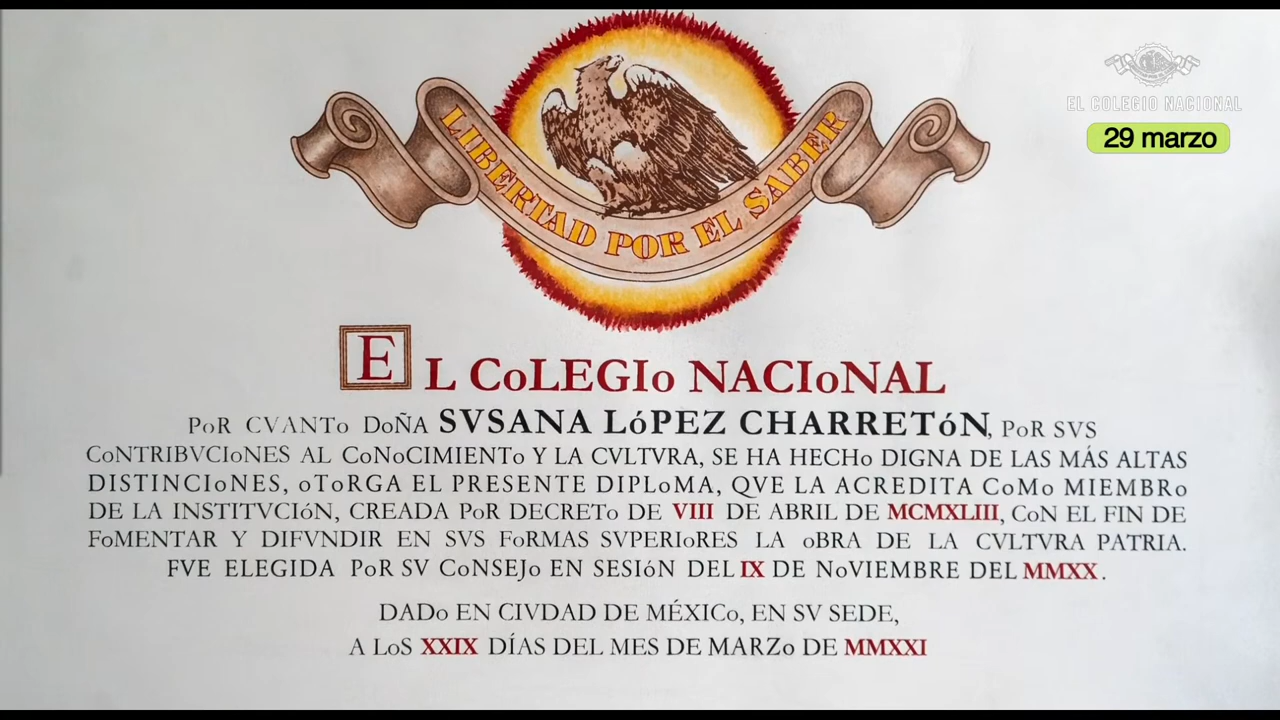 LIBERTAD POR EL SABER
EL COLEGIO NACIONAL
29 marzo
EL CoLEGIo NACIoNAL
PoR CVANTo DoÑA SVSANA LóPEZ CHARRETóN, PoR SVS
CoNTRIBVCIoNES AL CoNoCIMIENTo Y LA CVLTVRA, SE HA HECHo DIGNA DE LAS MÁS ALTAS
DISTINCIoNES, oToRGA EL PRESENTE DIPLoMA, QVE LA ACREDITA CoMo MIEMBRo
DE LA INSTITVCIóN, CREADA PoR DECRETo DE VIII DE ABRIL DE MCMXLIII, CoN EL FIN DE
FoMENTAR Y DIFVNDIR EN SVS FoRMAS SVPERIoRES LA oBRA DE LA CVLTVRA PATRIA.
FVE ELEGIDA PoR SV CoNSEJo EN SESIóN DEL IX DE NoVIEMBRE DEL MMXX.
DADo EN CIVDAD DE MÉXICo, EN SV SEDE,
A LoS XXIX DÍAS DEL MES DE MARZo DE MMXXI